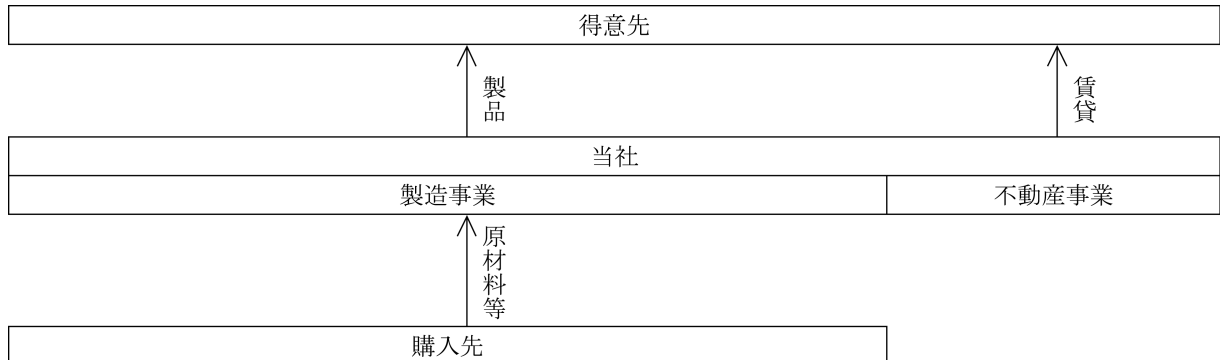 得意先
製品
賃貸
当社
製造事業
不動産事業
原材料等
購入先